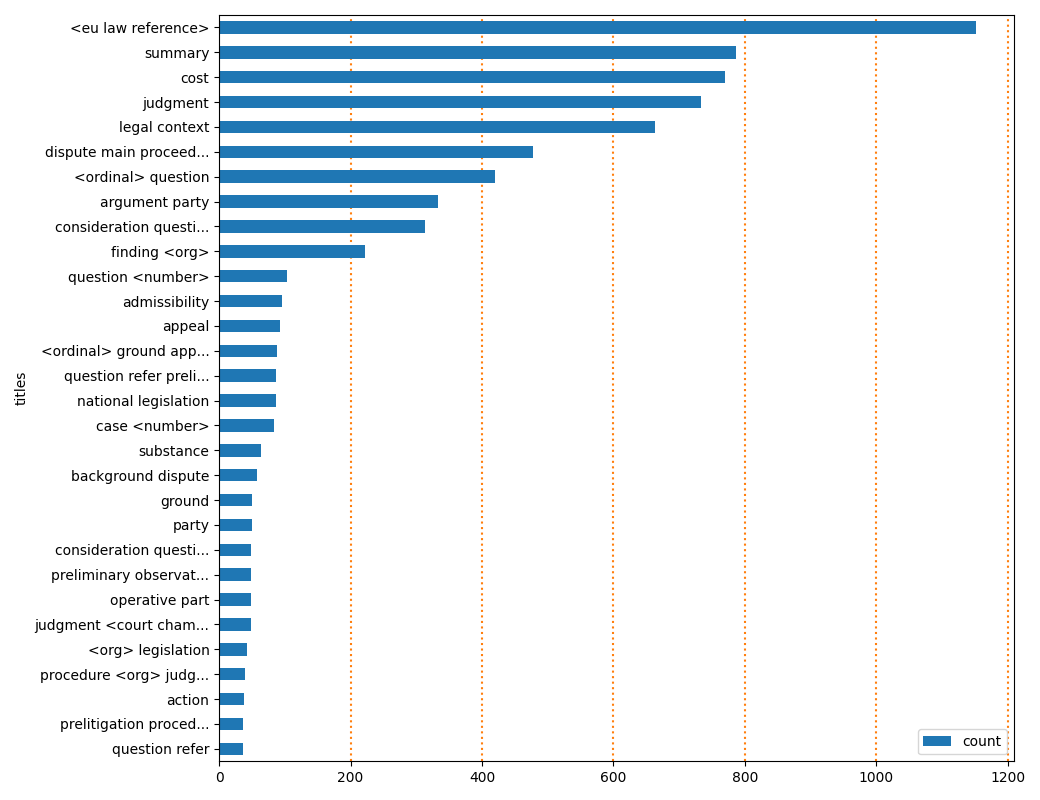 <eu law reference>
summary
cost
judgment
legal context
dispute main proceed...
<ordinal> question
argument party
consideration questi...
finding <org>
question <number>
admissibility
appeal
<ordinal> ground app...
question refer preli...
national legislation
case <number>
substance
background dispute
ground
party
consideration questi...
preliminary observat...
operative part
judgment <court cham...
<org> legislation
procedure <org> judg...
action
prelitigation proced...
question refer
titles
count
0 200 400 600 800 1000 1200